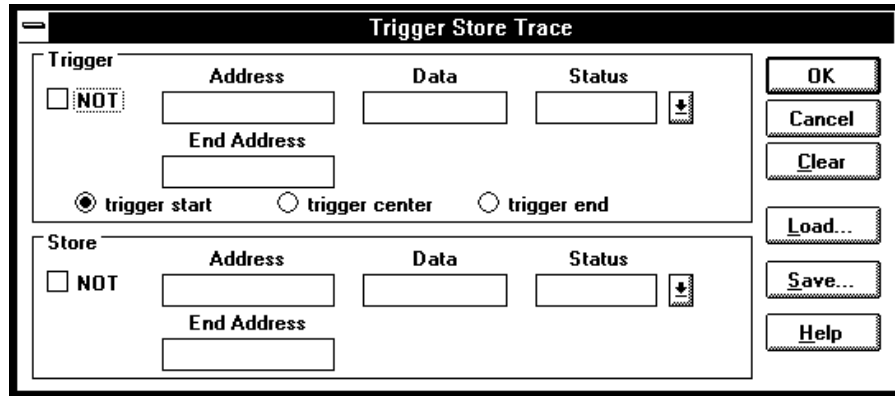 Trigger Store Trace
Trigger
Address Data Status
NOT
End Address
trigger start trigger center trigger end
Store
Address Data Status
NOT
End Address
OK
Cancel
Clear
Load...
Save...
Help